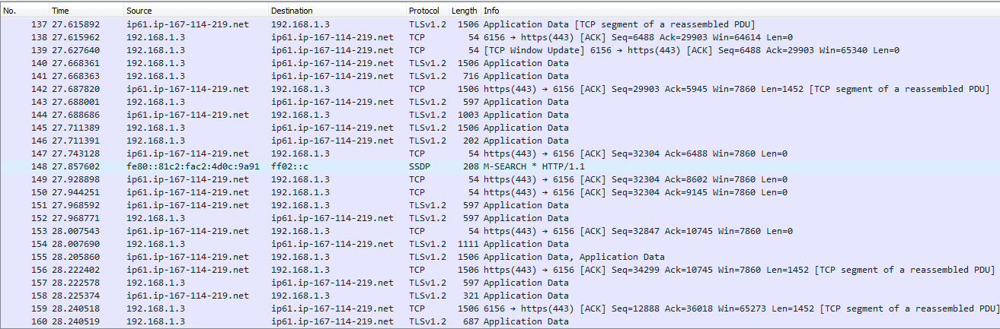 No. Time Source Destination Protocol Length Info
137 27.615892 ip61.ip-167-114-219.net 192.168.1.3 TLSv1.2 1506 Application Data [TCP segment of a reassembled PDU]
138 27.615962 192.168.1.3 ip61.ip-167-114-219.net TCP 54 6156 → https(443) [ACK] Seq=6488 Ack=29903 Win=64614 Len=0
139 27.627640 192.168.1.3 ip61.ip-167-114-219.net TCP 54 [TCP Window Update] 6156 → https(443) [ACK] Seq=6488 Ack=29903 Win=65340 Len=0
140 27.668361 192.168.1.3 ip61.ip-167-114-219.net TLSv1.2 1506 Application Data
141 27.668363 192.168.1.3 ip61.ip-167-114-219.net TLSv1.2 716 Application Data
142 27.687820 ip61.ip-167-114-219.net 192.168.1.3 TCP 1506 https(443) → 6156 [ACK] Seq=29903 Ack=5945 Win=7860 Len=1452 [TCP segment of a reassembled PDU]
143 27.688001 192.168.1.3 ip61.ip-167-114-219.net TLSv1.2 597 Application Data
144 27.688686 ip61.ip-167-114-219.net 192.168.1.3 TLSv1.2 1003 Application Data
145 27.711389 192.168.1.3 ip61.ip-167-114-219.net TLSv1.2 1506 Application Data
146 27.711391 192.168.1.3 ip61.ip-167-114-219.net TLSv1.2 202 Application Data
147 27.743128 ip61.ip-167-114-219.net 192.168.1.3 TCP 54 https(443) → 6156 [ACK] Seq=32304 Ack=6488 Win=7860 Len=0
148 27.857602 fe80::81c2:fac2:4d0c:9a91 ff02::c SSDP 208 M-SEARCH * HTTP/1.1
149 27.928898 ip61.ip-167-114-219.net 192.168.1.3 TCP 54 https(443) → 6156 [ACK] Seq=32304 Ack=8602 Win=7860 Len=0
150 27.944251 ip61.ip-167-114-219.net 192.168.1.3 TCP 54 https(443) → 6156 [ACK] Seq=32304 Ack=9145 Win=7860 Len=0
151 27.968592 ip61.ip-167-114-219.net 192.168.1.3 TLSv1.2 597 Application Data
152 27.968771 192.168.1.3 ip61.ip-167-114-219.net TLSv1.2 597 Application Data
153 28.007543 ip61.ip-167-114-219.net 192.168.1.3 TCP 54 https(443) → 6156 [ACK] Seq=32847 Ack=10745 Win=7860 Len=0
154 28.007690 192.168.1.3 ip61.ip-167-114-219.net TLSv1.2 1111 Application Data
155 28.205860 ip61.ip-167-114-219.net 192.168.1.3 TLSv1.2 1506 Application Data, Application Data
156 28.222402 ip61.ip-167-114-219.net 192.168.1.3 TCP 1506 https(443) → 6156 [ACK] Seq=34299 Ack=10745 Win=7860 Len=1452 [TCP segment of a reassembled PDU]
157 28.222578 192.168.1.3 ip61.ip-167-114-219.net TLSv1.2 597 Application Data
158 28.225374 ip61.ip-167-114-219.net 192.168.1.3 TLSv1.2 321 Application Data
159 28.240518 192.168.1.3 ip61.ip-167-114-219.net TCP 1506 6156 → https(443) [ACK] Seq=12888 Ack=36018 Win=65273 Len=1452 [TCP segment of a reassembled PDU]
160 28.240519 192.168.1.3 ip61.ip-167-114-219.net TLSv1.2 687 Application Data